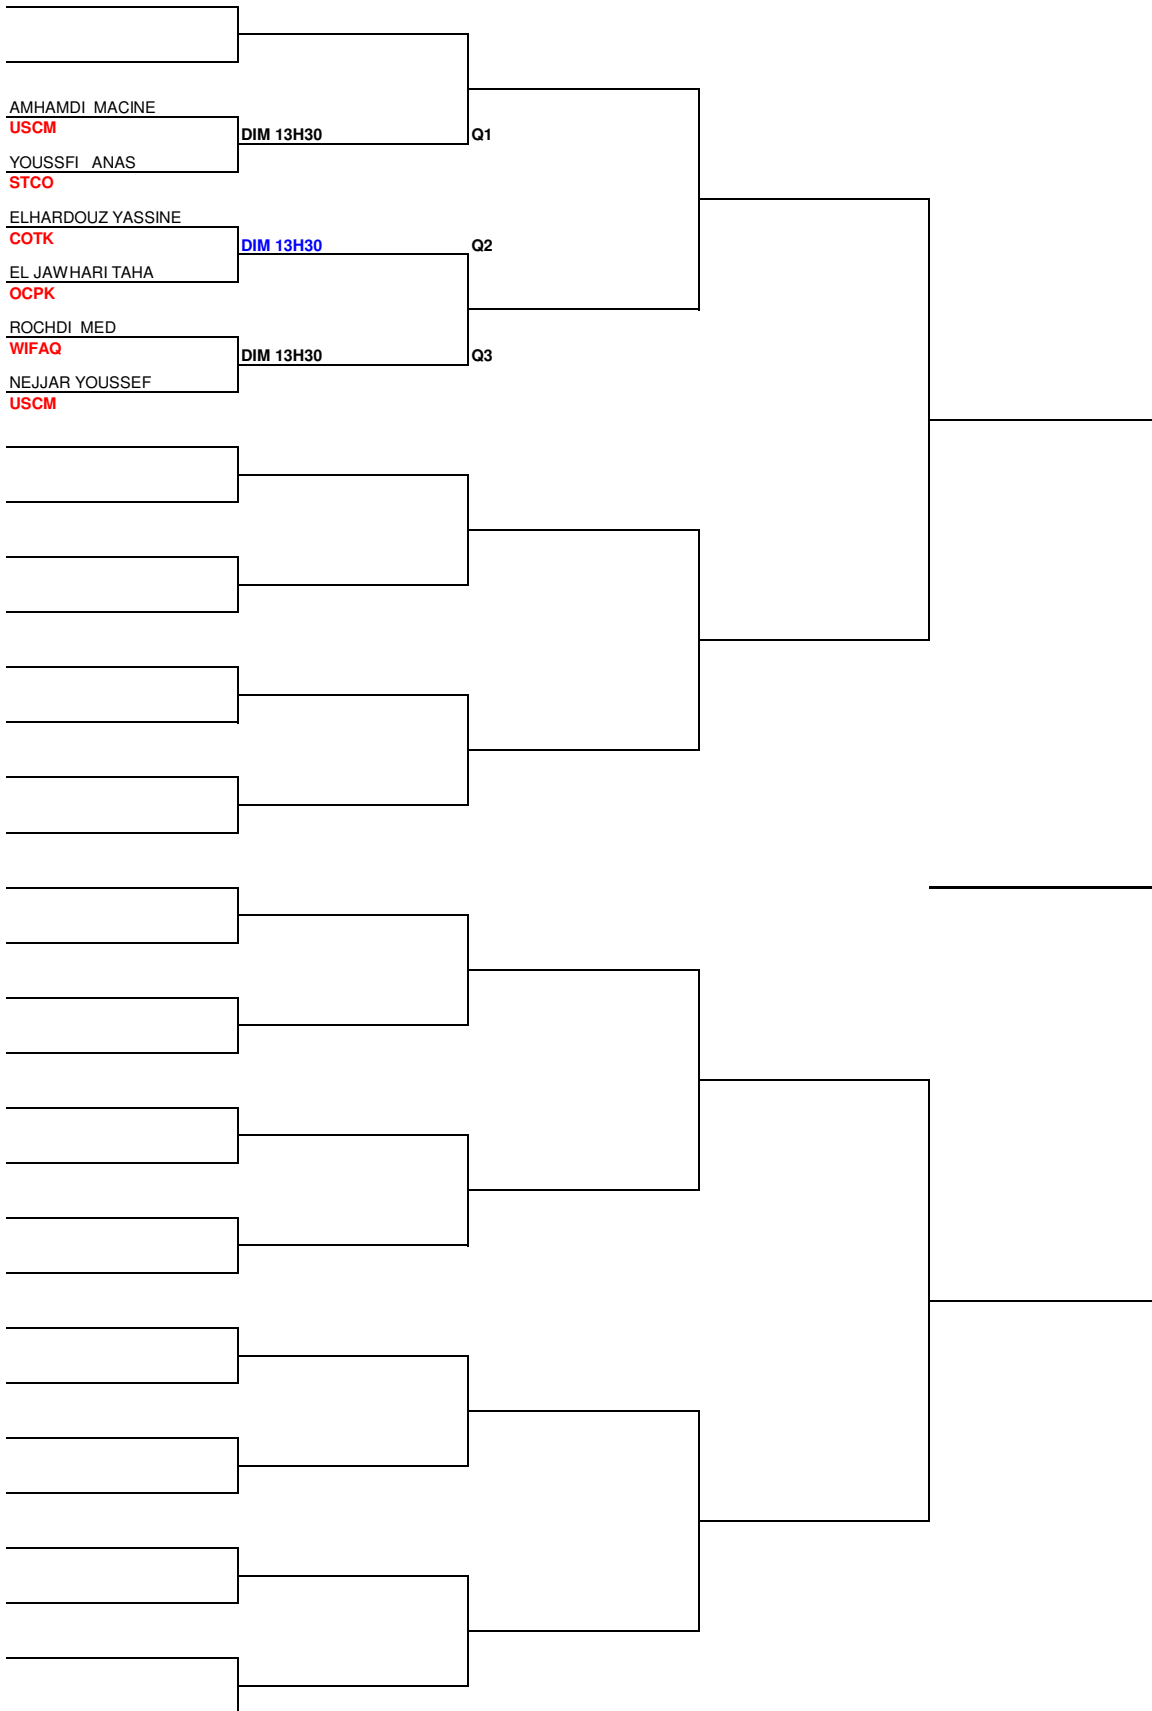 AMHAMDI MACINE
USCM
DIM 13H30 Q1
YOUSSFI ANAS
STCO
ELHARDOUZ YASSINE
COTK
DIM 13H30 Q2
EL JAWHARI TAHA
OCPK
ROCHDI MED
WIFAQ
DIM 13H30 Q3
NEJJAR YOUSSEF
USCM